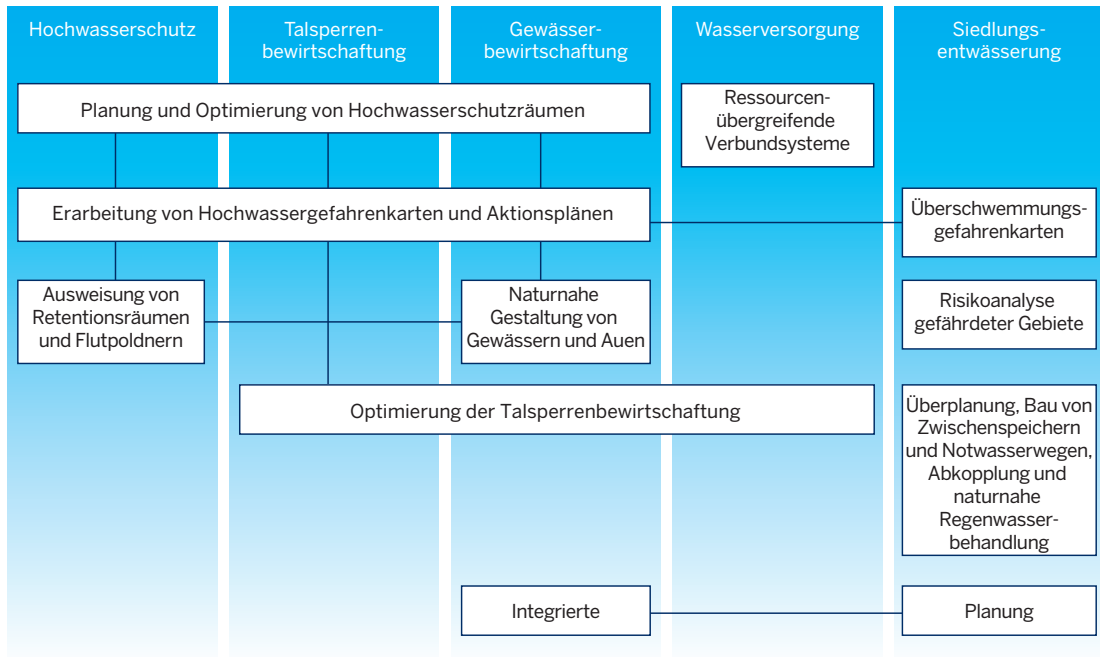 Hochwasserschutz
Talsperren-
bewirtschaftung
Gewässer-
bewirtschaftung
Wasserversorgung
Siedlungs-
entwässerung
Planung und Optimierung von Hochwasserschutzräumen
Ressourcen-
übergreifende
Verbundsysteme
Erarbeitung von Hochwassergefahrenkarten und Aktionsplänen
Überschwemmungs-
gefahrenkarten
Ausweisung von
Retentionsräumen
und Flutpoldnern
Naturnahe
Gestaltung von
Gewässern und Auen
Risikoanalyse
gefährdeter Gebiete
Optimierung der Talsperrenbewirtschaftung
Überplanung, Bau von
Zwischenspeichern
und Notwasserwegen,
Abkopplung und
naturnahe
Regenwasser-
behandlung
Integrierte
Planung